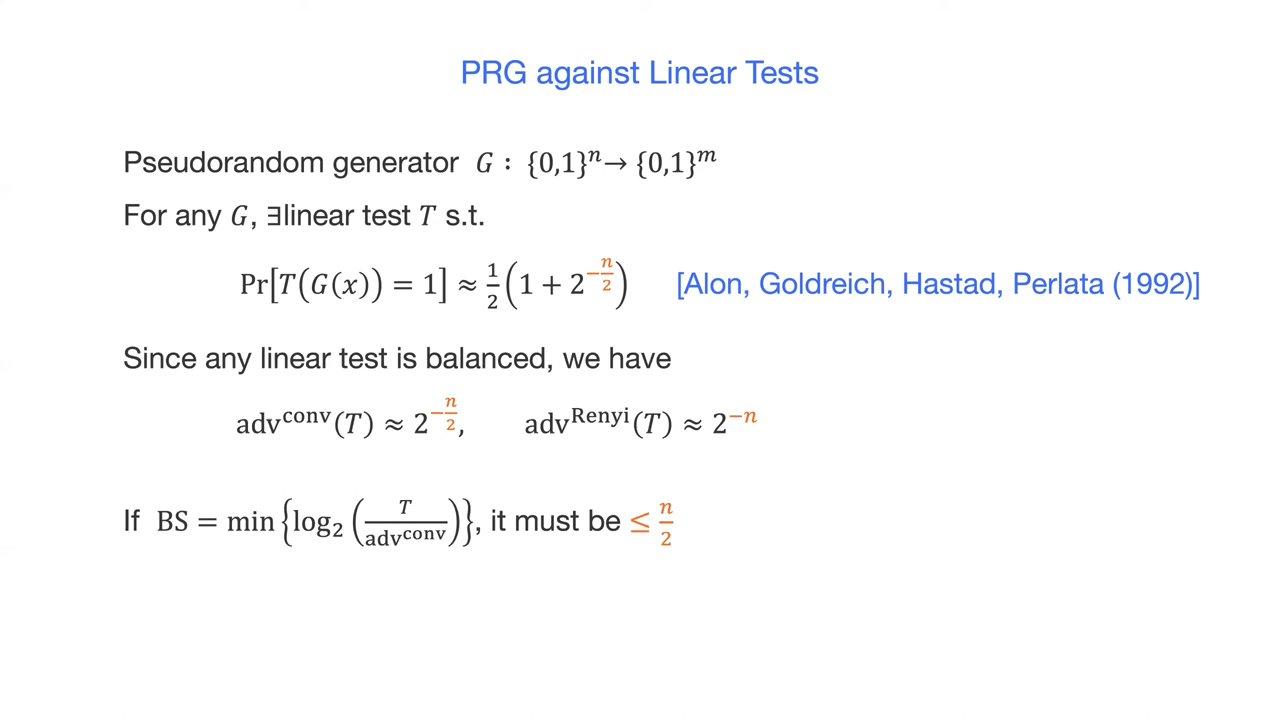 PRG against Linear Tests
Pseudorandom generator G : {0,1}ⁿ→ {0,1}ᵐ
For any G, ∃linear test T s.t.
Pr[T(G(x)) = 1] ≈ 1/2 (1 + 2^(−n/2)) [Alon, Goldreich, Hastad, Perlata (1992)]
Since any linear test is balanced, we have
adv^conv(T) ≈ 2^(−n/2), adv^Renyi(T) ≈ 2^(−n)
If BS = min {log₂ (T/adv^conv)}, it must be ≤ n/2